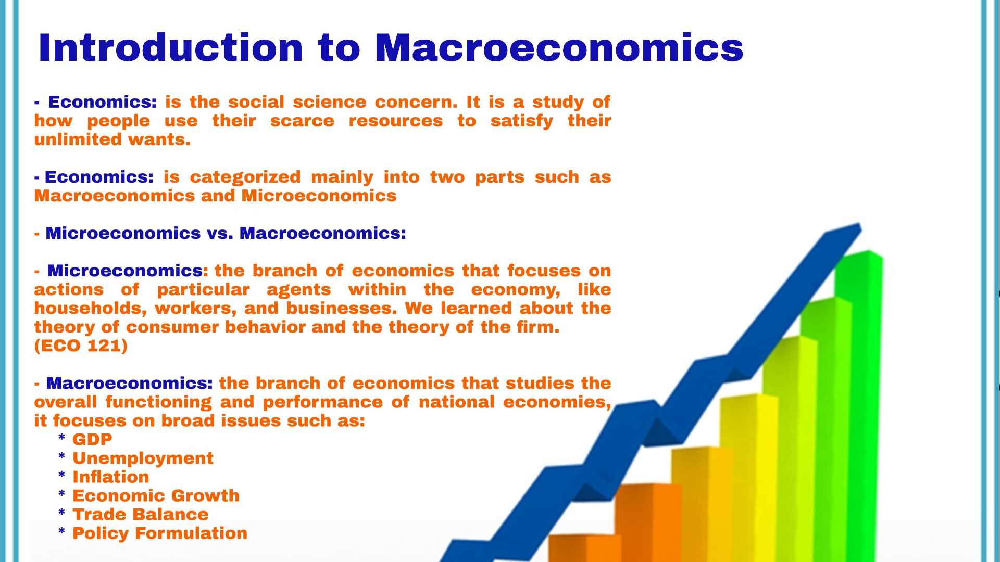 Introduction to Macroeconomics
- Economics: is the social science concern. It is a study of
how people use their scarce resources to satisfy their
unlimited wants.
- Economics: is categorized mainly into two parts such as
Macroeconomics and Microeconomics
- Microeconomics vs. Macroeconomics:
- Microeconomics: the branch of economics that focuses on
actions of particular agents within the economy, like
households, workers, and businesses. We learned about the
theory of consumer behavior and the theory of the firm.
(ECO 121)
- Macroeconomics: the branch of economics that studies the
overall functioning and performance of national economies,
it focuses on broad issues such as:
* GDP
* Unemployment
* Inflation
* Economic Growth
* Trade Balance
* Policy Formulation